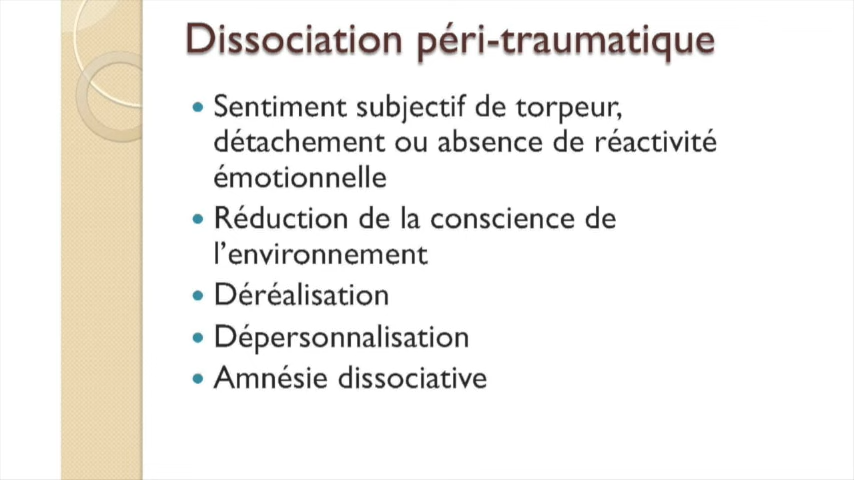 Dissociation péri-traumatique
• Sentiment subjectif de torpeur,
détachement ou absence de réactivité
émotionnelle
• Réduction de la conscience de
l'environnement
• Déréalisation
• Dépersonnalisation
• Amnésie dissociative